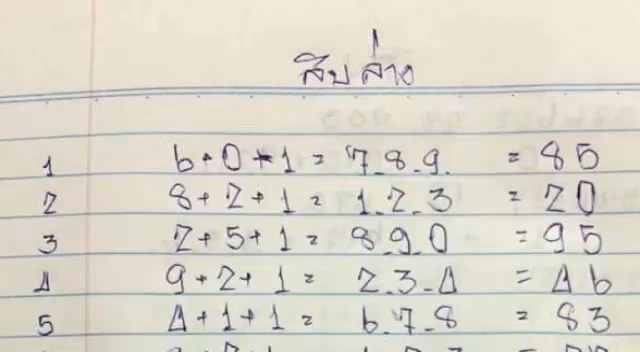 สิบล่าง
1 6+0+1 = 7-8-9. = 85
2 8+2+1 = 1-2-3 = 20
3 2+5+1 = 8-9-0 = 95
4 9+2+1 = 2-3-4 = 46
5 4+1+1 = 6-7-8 = 83